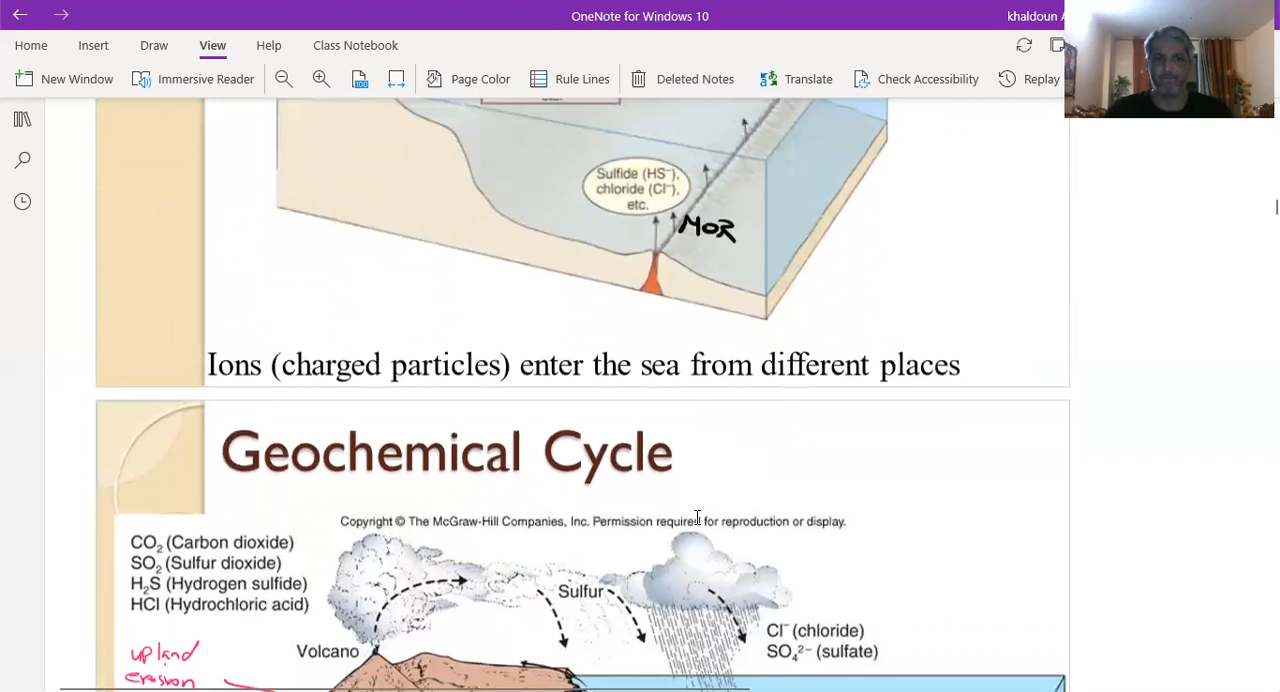 OneNote for Windows 10
khaldoun
Home Insert Draw View Help Class Notebook
New Window Immersive Reader Page Color Rule Lines Deleted Notes Translate Check Accessibility Replay
Sulfide (HS⁻),
chloride (Cl⁻),
etc.
MOR
Ions (charged particles) enter the sea from different places
Geochemical Cycle
Copyright © The McGraw-Hill Companies, Inc. Permission required for reproduction or display.
CO₂ (Carbon dioxide)
SO₂ (Sulfur dioxide)
H₂S (Hydrogen sulfide)
HCl (Hydrochloric acid)
Sulfur
Cl⁻ (chloride)
SO₄²⁻ (sulfate)
Volcano
upland
erosion